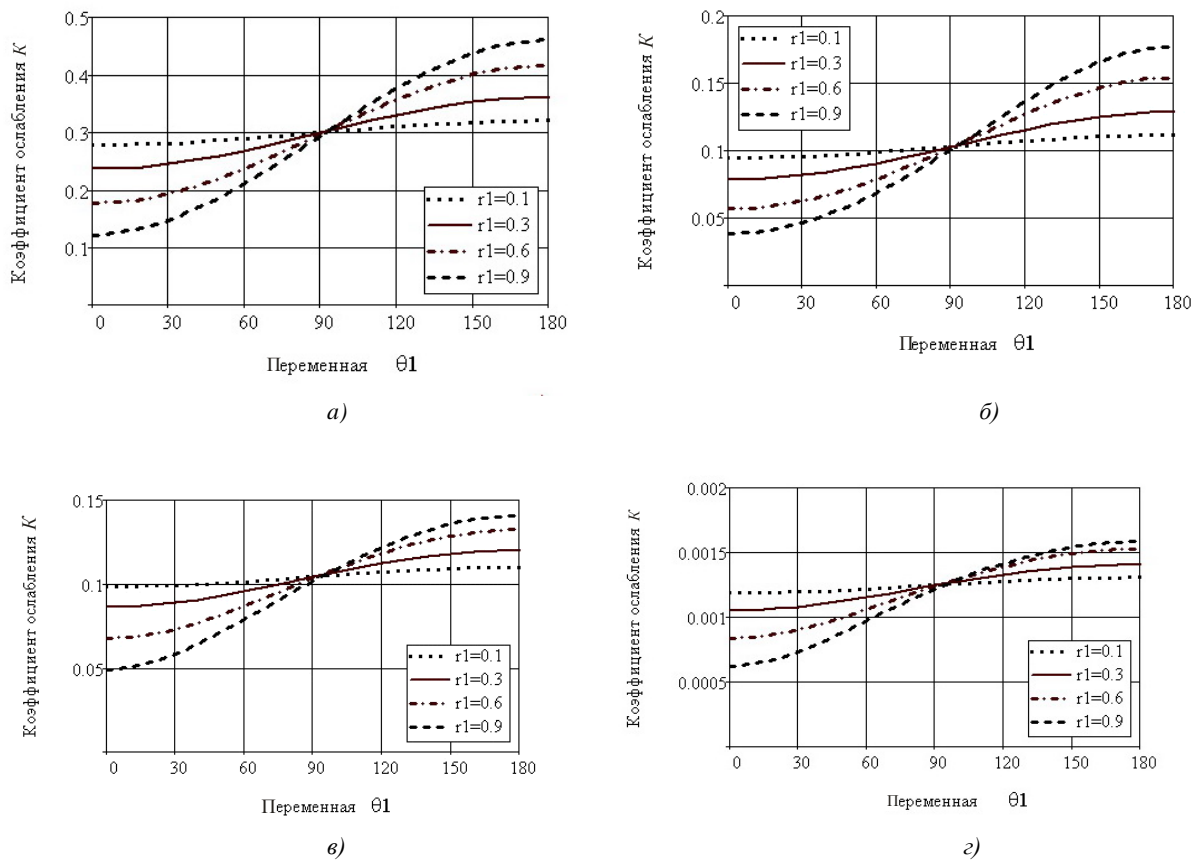 Коэффициент ослабления K
0.5
0.4
0.3
0.2
0.1
r1=0.1
r1=0.3
r1=0.6
r1=0.9
0 30 60 90 120 150 180
Переменная θ1
а)
Коэффициент ослабления K
0.2
0.15
0.1
0.05
r1=0.1
r1=0.3
r1=0.6
r1=0.9
0 30 60 90 120 150 180
Переменная θ1
б)
Коэффициент ослабления K
0.15
0.1
0.05
r1=0.1
r1=0.3
r1=0.6
r1=0.9
0 30 60 90 120 150 180
Переменная θ1
в)
Коэффициент ослабления K
0.002
0.0015
0.001
0.0005
r1=0.1
r1=0.3
r1=0.6
r1=0.9
0 30 60 90 120 150 180
Переменная θ1
г)